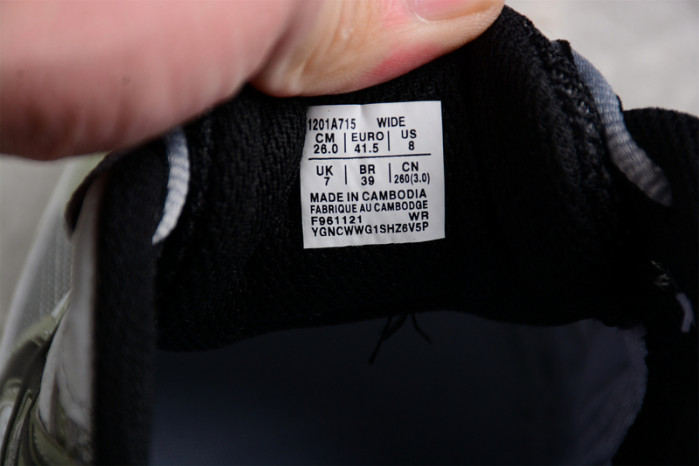 1201A715 WIDE
CM EURO US
26.0 41.5 8
UK BR CN
7 39 260(3.0)
MADE IN CAMBODIA
FABRIQUE AU CAMBODGE
F961121 WR
YGNCWWG1SHZ6V5P